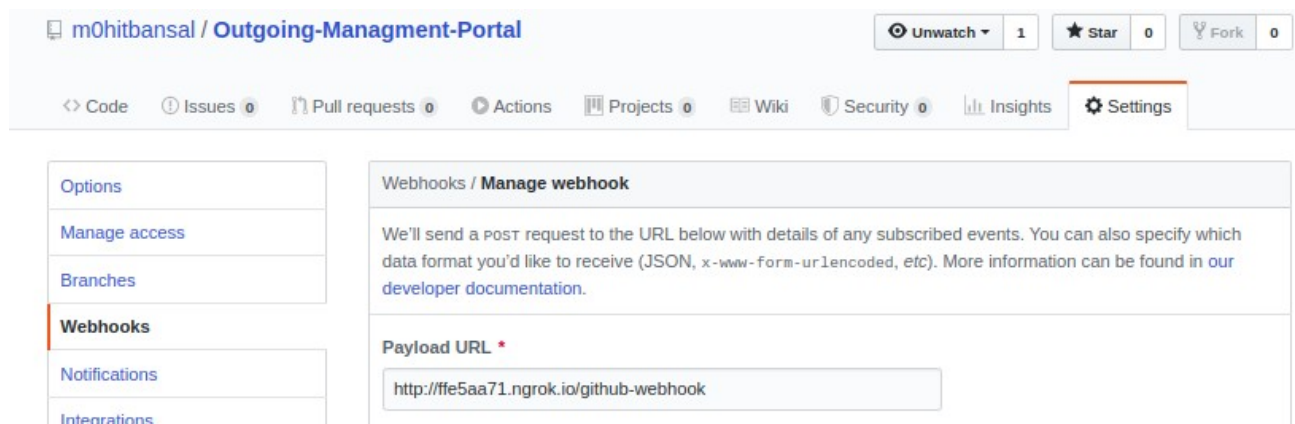 m0hitbansal / Outgoing-Managment-Portal
Unwatch 1 Star 0 Fork 0
Code Issues 0 Pull requests 0 Actions Projects 0 Wiki Security 0 Insights Settings
Options
Manage access
Branches
Webhooks
Notifications
Integrations
Webhooks / Manage webhook
We'll send a POST request to the URL below with details of any subscribed events. You can also specify which
data format you'd like to receive (JSON, x-www-form-urlencoded, etc). More information can be found in our
developer documentation.
Payload URL *
http://ffe5aa71.ngrok.io/github-webhook